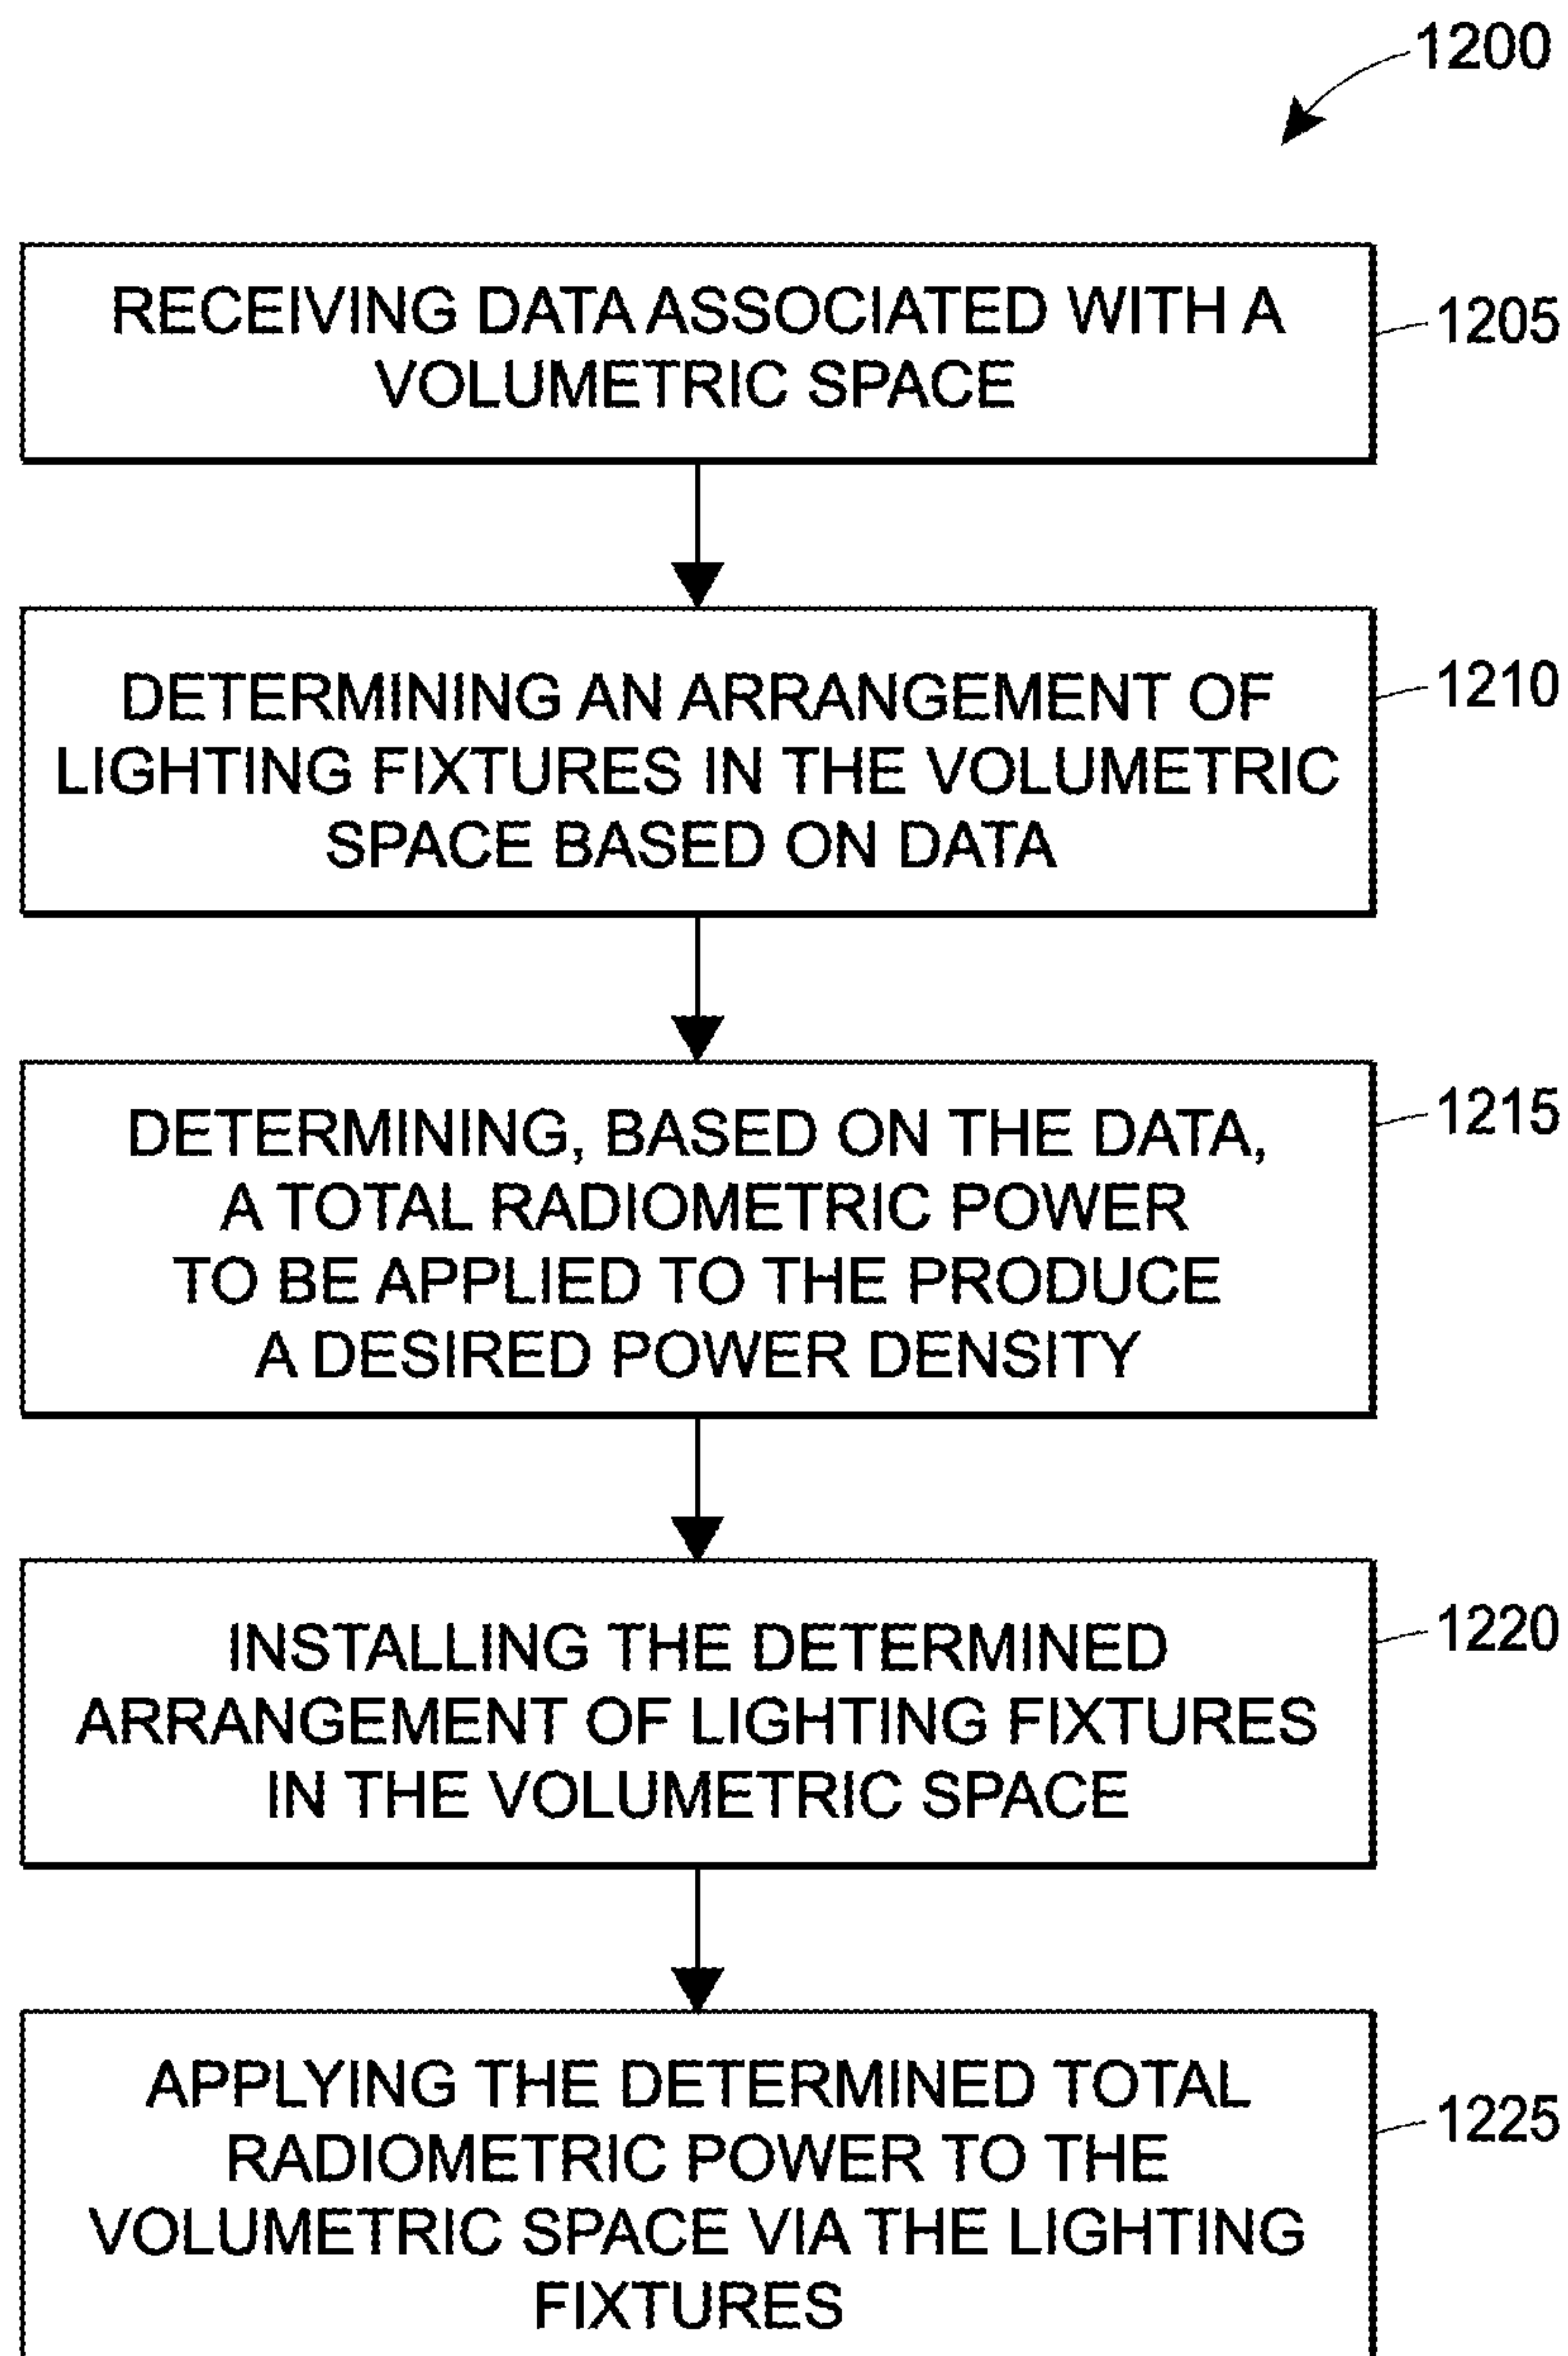 1200
RECEIVING DATA ASSOCIATED WITH A
VOLUMETRIC SPACE
1205
DETERMINING AN ARRANGEMENT OF
LIGHTING FIXTURES IN THE VOLUMETRIC
SPACE BASED ON DATA
1210
DETERMINING, BASED ON THE DATA,
A TOTAL RADIOMETRIC POWER
TO BE APPLIED TO THE PRODUCE
A DESIRED POWER DENSITY
1215
INSTALLING THE DETERMINED
ARRANGEMENT OF LIGHTING FIXTURES
IN THE VOLUMETRIC SPACE
1220
APPLYING THE DETERMINED TOTAL
RADIOMETRIC POWER TO THE
VOLUMETRIC SPACE VIA THE LIGHTING
FIXTURES
1225